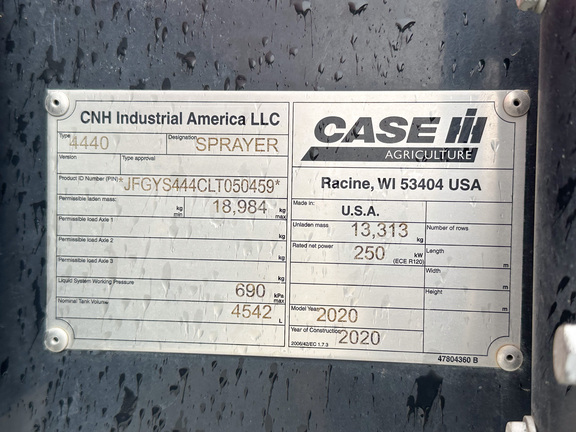 CNH Industrial America LLC
Type
4440
Designation
SPRAYER
Version
Type approval
Product ID Number (PIN)
*JFGYS444CLT050459*
Permissible laden mass:
kg
min
18,984
kg
max
Permissible load Axle 1
kg
Permissible load Axle 2
kg
Permissible load Axle 3
kg
Liquid System Working Pressure
690
kPa
max
Nominal Tank Volume
4542
L
CASE IH
AGRICULTURE
Racine, WI 53404 USA
Made in:
U.S.A.
Unladen mass
13,313
kg
Number of rows
Rated net power
250
kW
(ECE R120)
Length
m
Width
m
Height
m
Model Year
2020
Year of Construction
2020
2006/42/EC 1.7.3
47804360 B